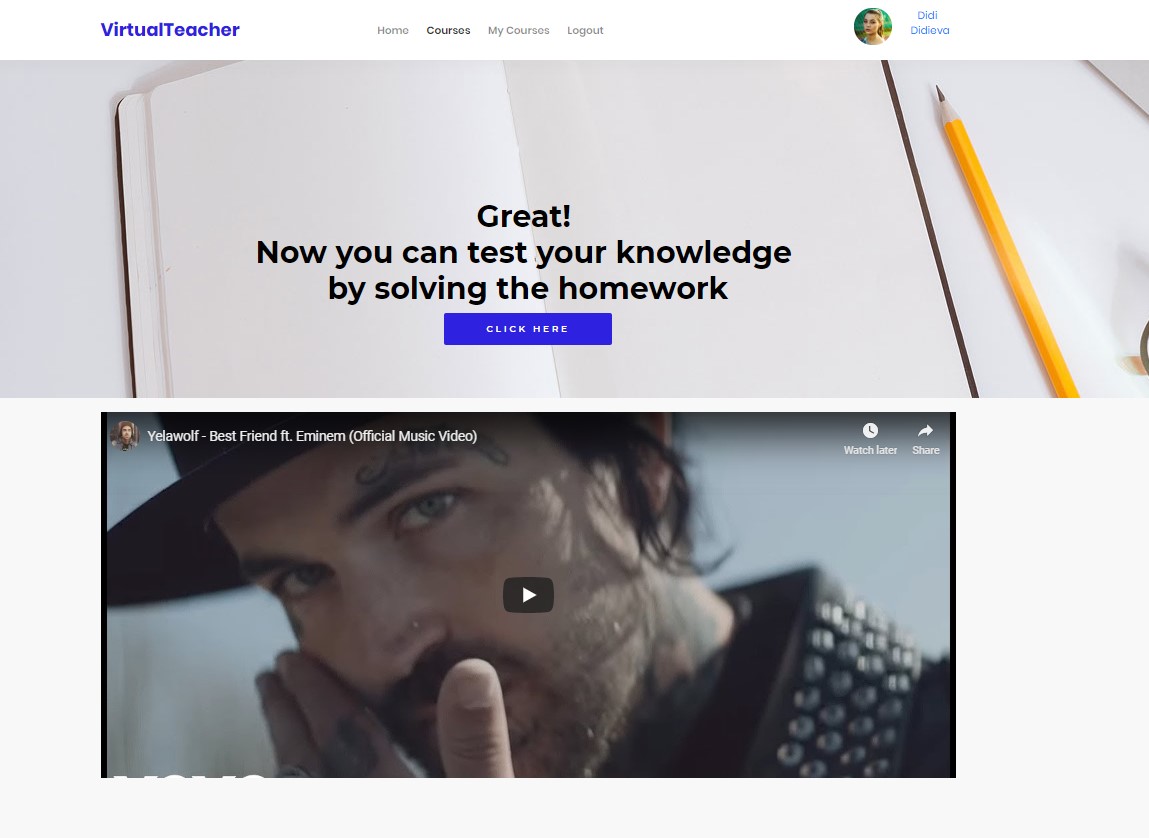 VirtualTeacher
Home Courses My Courses Logout
Didi
Didieva
Great!
Now you can test your knowledge
by solving the homework
CLICK HERE
Yelawolf - Best Friend ft. Eminem (Official Music Video)
Watch later Share